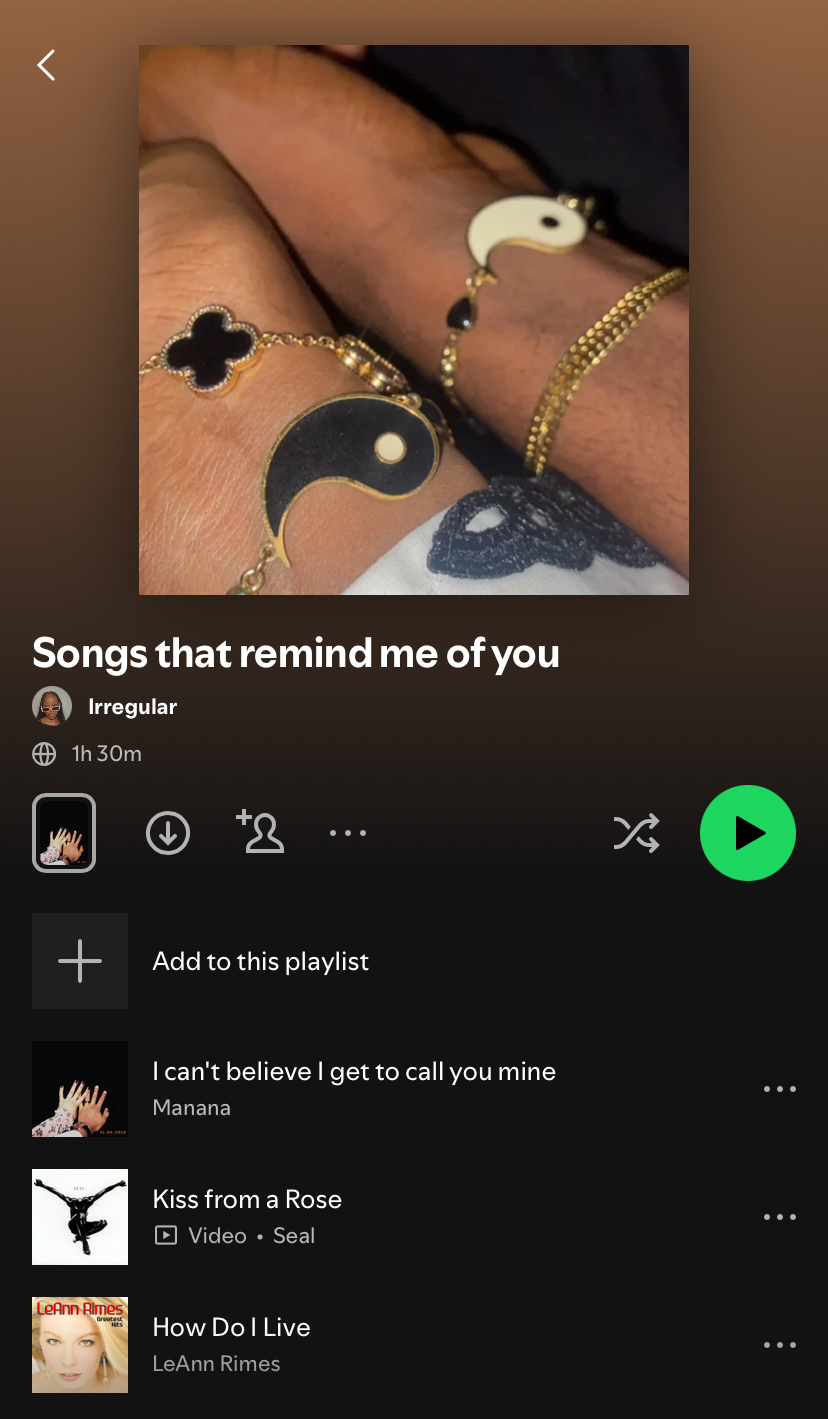 Songs that remind me of you
Irregular
1h 30m
Add to this playlist
I can't believe I get to call you mine
Manana
Kiss from a Rose
Video • Seal
LeAnn Rimes
Greatest
Hits
How Do I Live
LeAnn Rimes